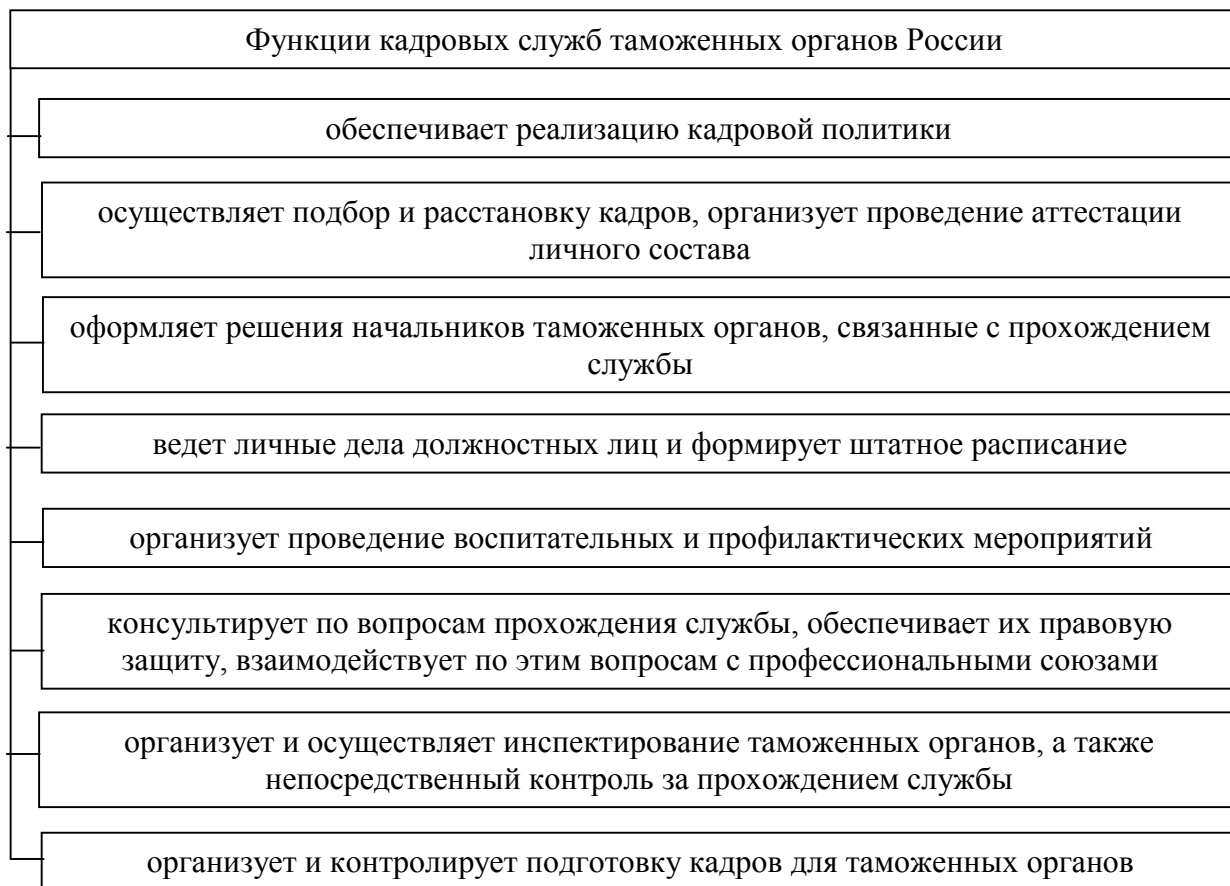 Функции кадровых служб таможенных органов России
обеспечивает реализацию кадровой политики
осуществляет подбор и расстановку кадров, организует проведение аттестации
личного состава
оформляет решения начальников таможенных органов, связанные с прохождением
службы
ведет личные дела должностных лиц и формирует штатное расписание
организует проведение воспитательных и профилактических мероприятий
консультирует по вопросам прохождения службы, обеспечивает их правовую
защиту, взаимодействует по этим вопросам с профессиональными союзами
организует и осуществляет инспектирование таможенных органов, а также
непосредственный контроль за прохождением службы
организует и контролирует подготовку кадров для таможенных органов